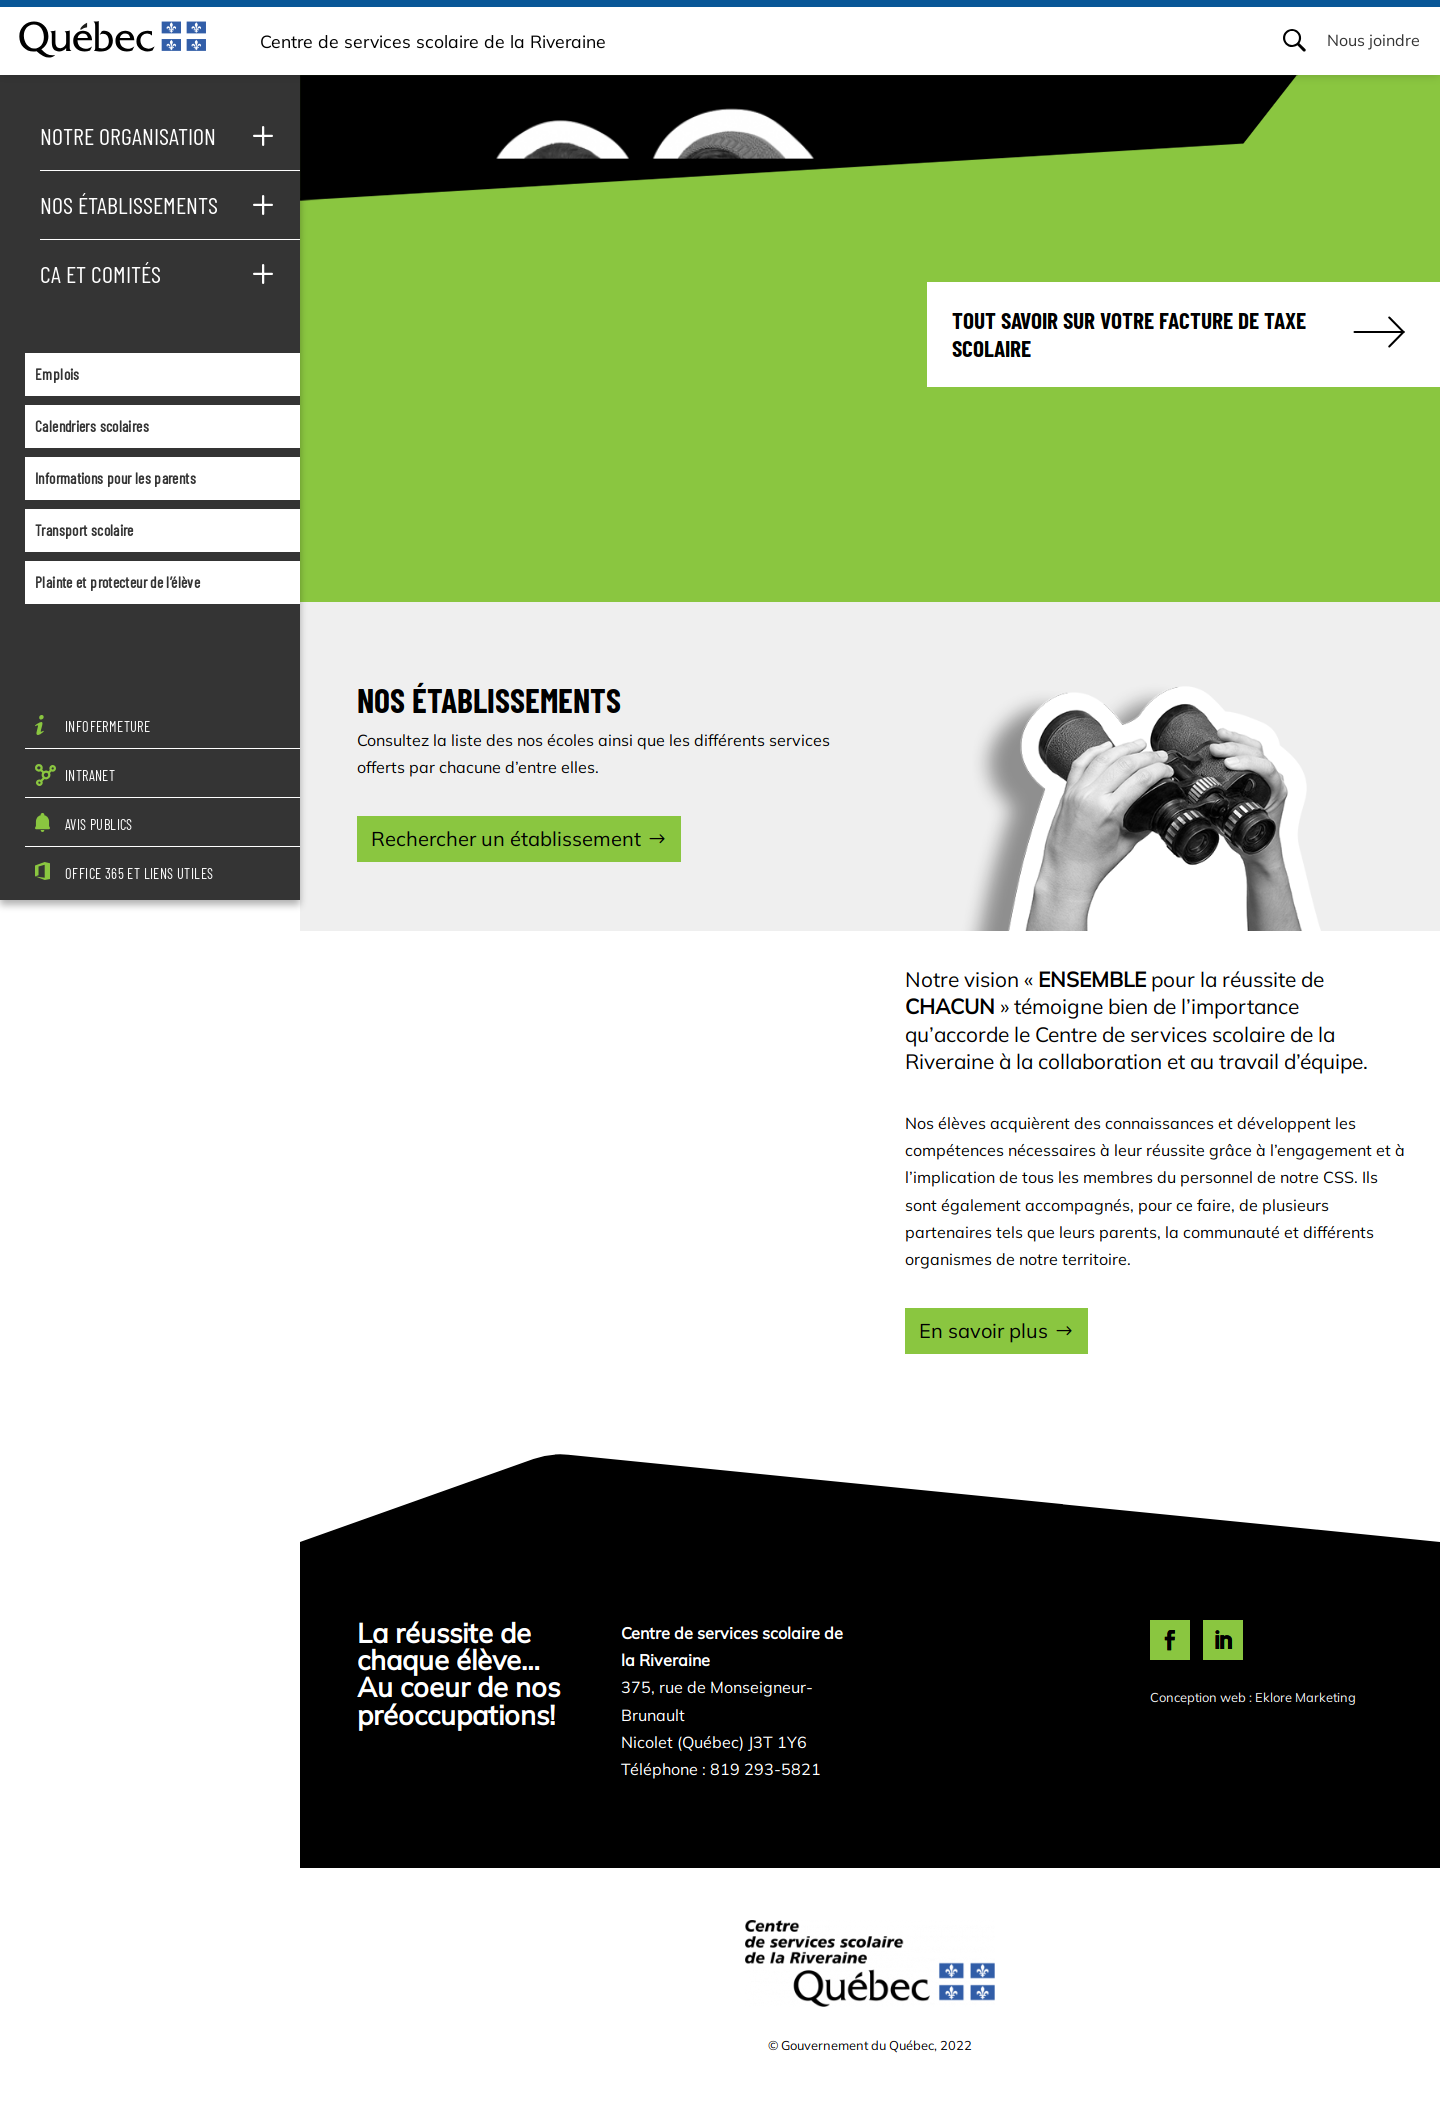 Québec
Centre de services scolaire de la Riveraine
Nous joindre
NOTRE ORGANISATION
NOS ÉTABLISSEMENTS
CA ET COMITÉS
Emplois
Calendriers scolaires
Informations pour les parents
Transport scolaire
Plainte et protecteur de l’élève
INFOFERMETURE
INTRANET
AVIS PUBLICS
OFFICE 365 ET LIENS UTILES
TOUT SAVOIR SUR VOTRE FACTURE DE TAXE
SCOLAIRE
NOS ÉTABLISSEMENTS
Consultez la liste des nos écoles ainsi que les différents services
offerts par chacune d’entre elles.
Rechercher un établissement
Notre vision « ENSEMBLE pour la réussite de
CHACUN » témoigne bien de l’importance
qu’accorde le Centre de services scolaire de la
Riveraine à la collaboration et au travail d’équipe.
Nos élèves acquièrent des connaissances et développent les
compétences nécessaires à leur réussite grâce à l’engagement et à
l’implication de tous les membres du personnel de notre CSS. Ils
sont également accompagnés, pour ce faire, de plusieurs
partenaires tels que leurs parents, la communauté et différents
organismes de notre territoire.
En savoir plus
La réussite de
chaque élève...
Au coeur de nos
préoccupations!
Centre de services scolaire de
la Riveraine
375, rue de Monseigneur-
Brunault
Nicolet (Québec) J3T 1Y6
Téléphone : 819 293-5821
Conception web : Eklore Marketing
Centre
de services scolaire
de la Riveraine
Québec
© Gouvernement du Québec, 2022